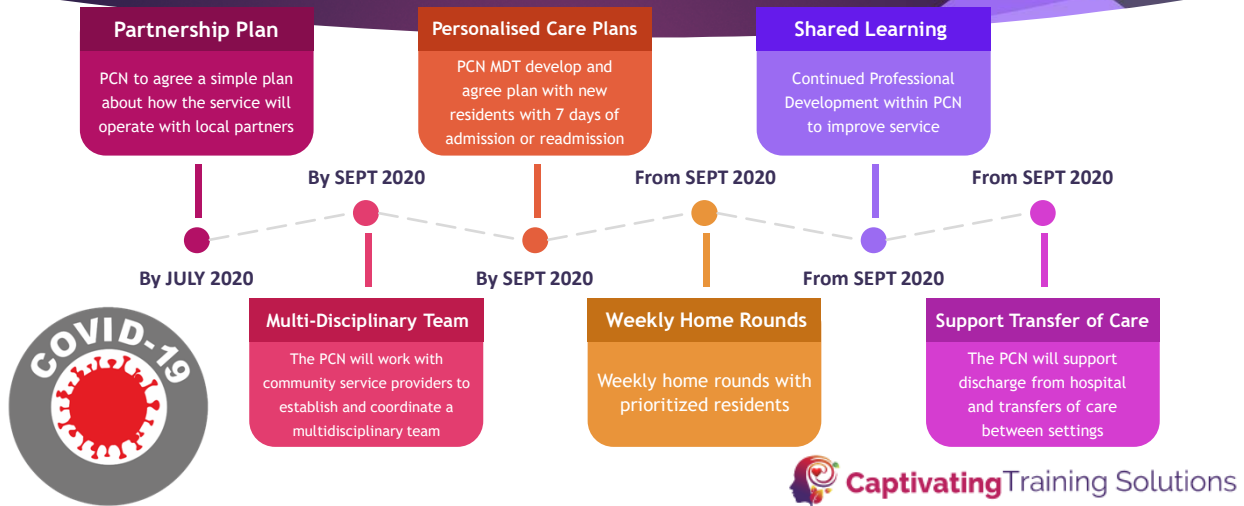 Partnership Plan
PCN to agree a simple plan
about how the service will
operate with local partners
Personalised Care Plans
PCN MDT develop and
agree plan with new
residents with 7 days of
admission or readmission
Shared Learning
Continued Professional
Development within PCN
to improve service
By SEPT 2020
From SEPT 2020
From SEPT 2020
By JULY 2020
By SEPT 2020
From SEPT 2020
COVID-19
Multi-Disciplinary Team
The PCN will work with
community service providers to
establish and coordinate a
multidisciplinary team
Weekly Home Rounds
Weekly home rounds with
prioritized residents
Support Transfer of Care
The PCN will support
discharge from hospital
and transfers of care
between settings
CaptivatingTraining Solutions